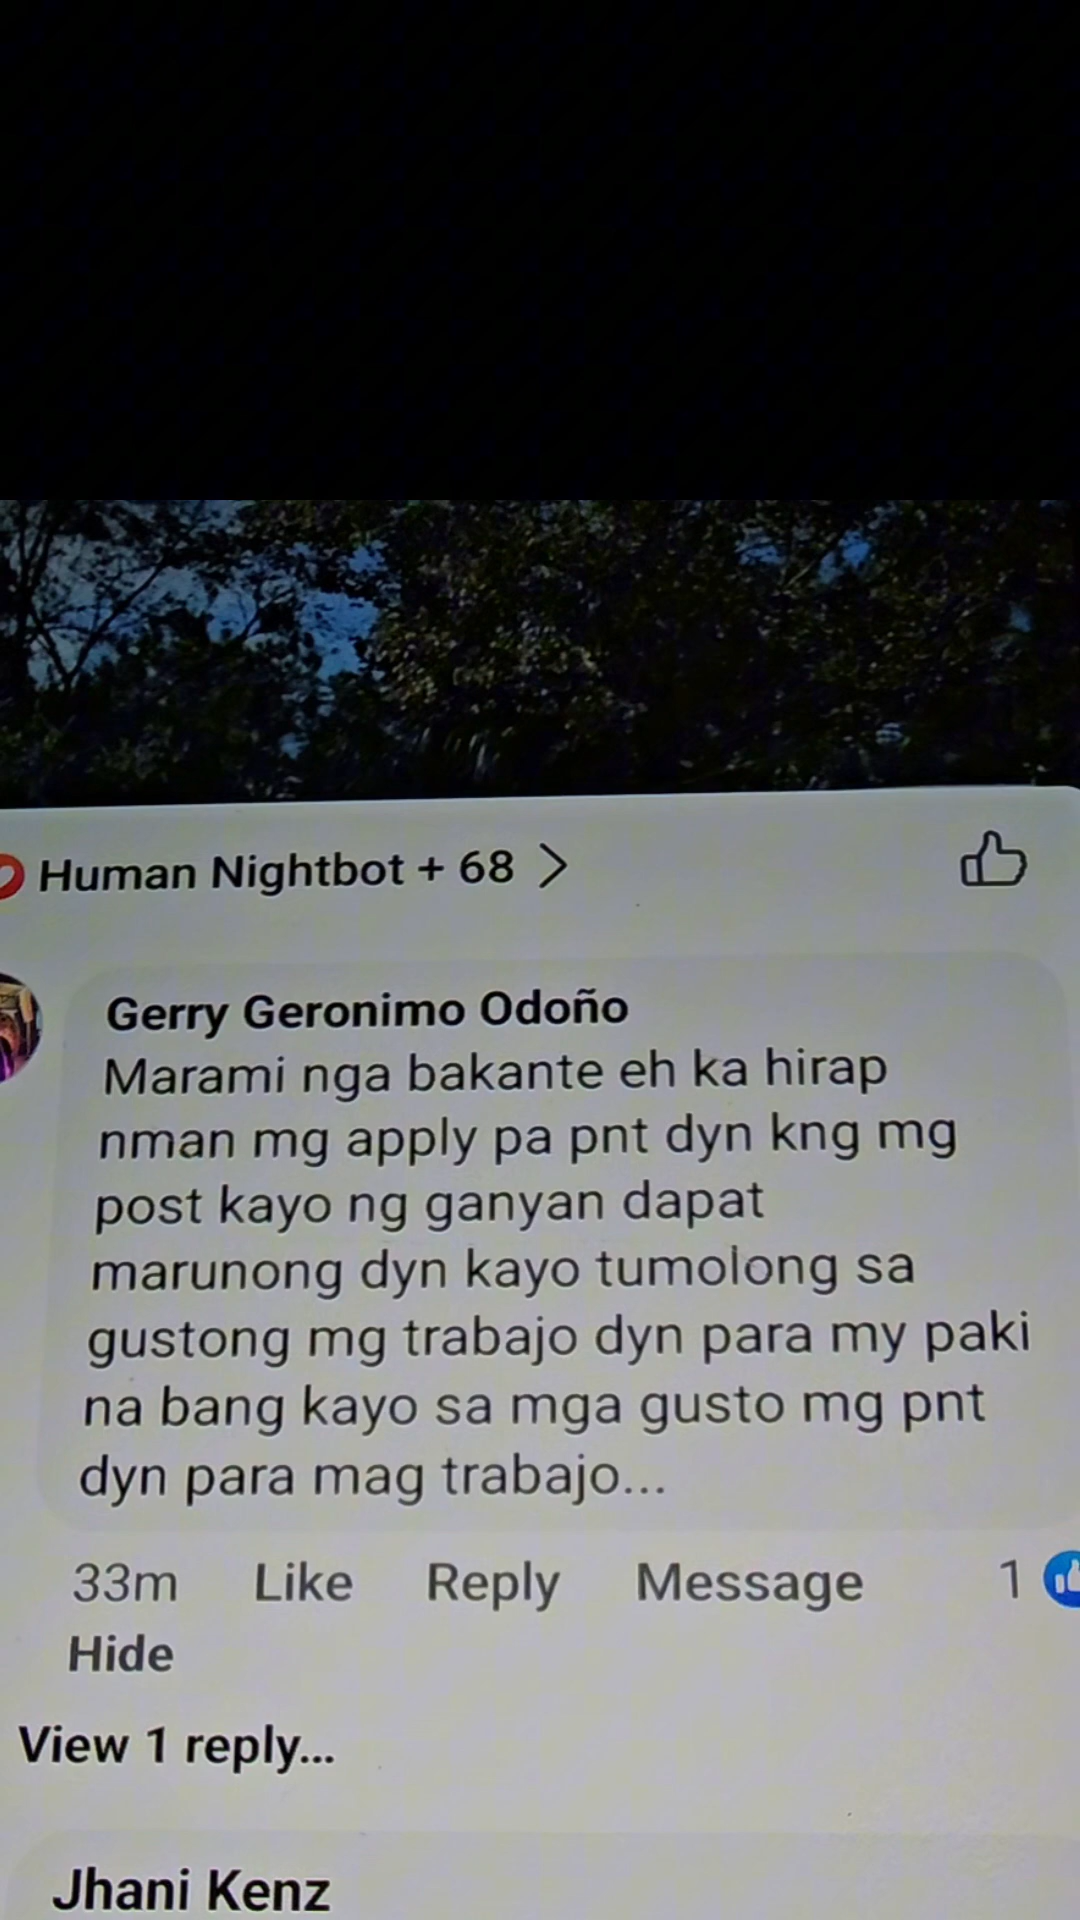 Human Nightbot + 68
Gerry Geronimo Odoño
Marami nga bakante eh ka hirap
nman mg apply pa pnt dyn kng mg
post kayo ng ganyan dapat
marunong dyn kayo tumolong sa
gustong mg trabajo dyn para my paki
na bang kayo sa mga gusto mg pnt
dyn para mag trabajo...
33m Like Reply Message 1
Hide
View 1 reply...
Jhani Kenz